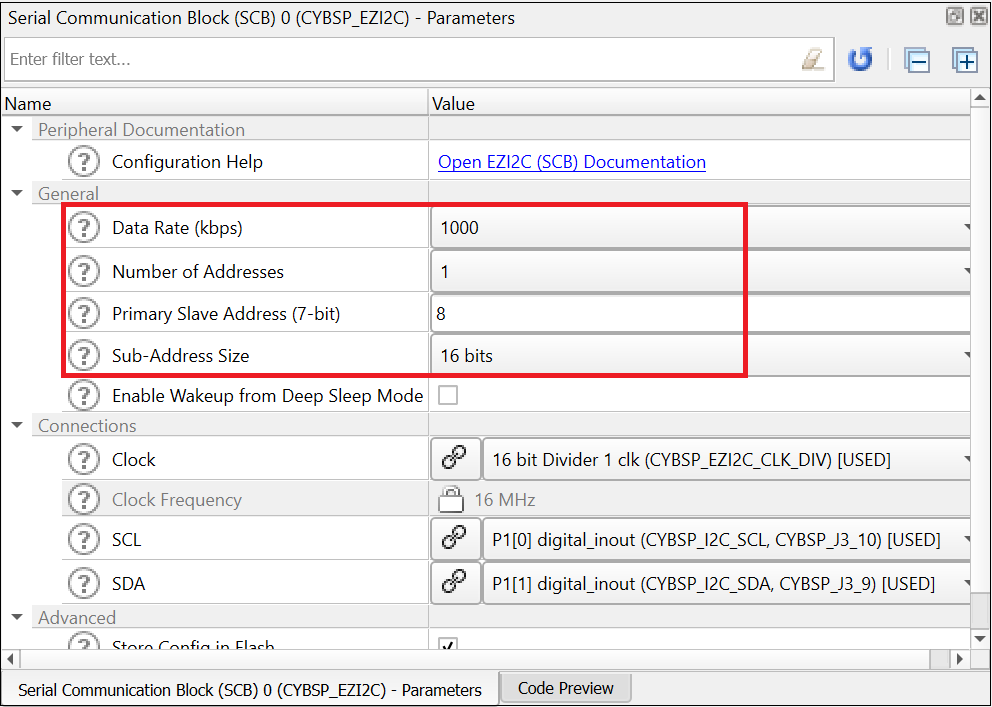 Serial Communication Block (SCB) 0 (CYBSP_EZI2C) - Parameters
Enter filter text...
Name Value
Peripheral Documentation
? Configuration Help Open EZI2C (SCB) Documentation
General
? Data Rate (kbps) 1000
? Number of Addresses 1
? Primary Slave Address (7-bit) 8
? Sub-Address Size 16 bits
? Enable Wakeup from Deep Sleep Mode
Connections
? Clock 16 bit Divider 1 clk (CYBSP_EZI2C_CLK_DIV) [USED]
? Clock Frequency 16 MHz
? SCL P1[0] digital_inout (CYBSP_I2C_SCL, CYBSP_J3_10) [USED]
? SDA P1[1] digital_inout (CYBSP_I2C_SDA, CYBSP_J3_9) [USED]
Advanced
? Store Config in Flash
Serial Communication Block (SCB) 0 (CYBSP_EZI2C) - Parameters Code Preview